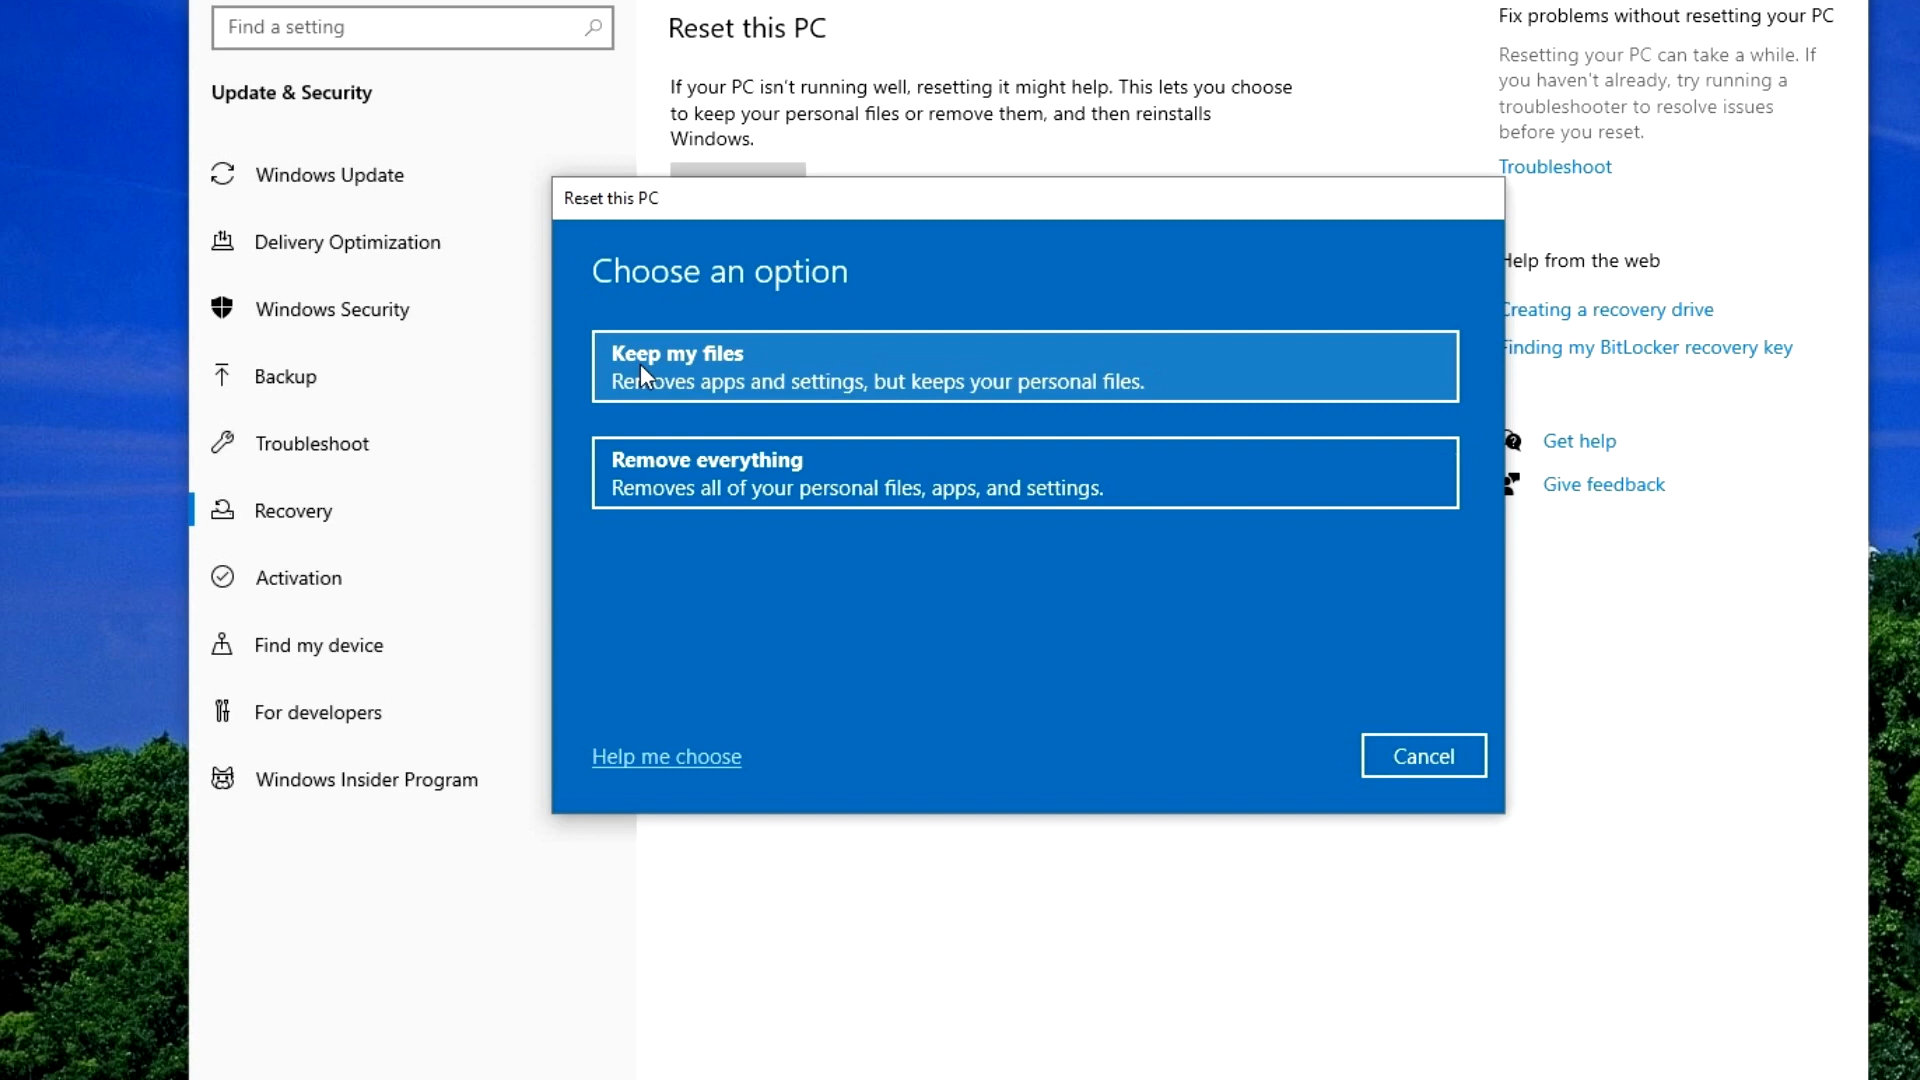 Find a setting
Update & Security
Windows Update
Delivery Optimization
Windows Security
Backup
Troubleshoot
Recovery
Activation
Find my device
For developers
Windows Insider Program
Reset this PC
If your PC isn't running well, resetting it might help. This lets you choose
to keep your personal files or remove them, and then reinstalls
Windows.
Reset this PC
Choose an option
Keep my files
Removes apps and settings, but keeps your personal files.
Remove everything
Removes all of your personal files, apps, and settings.
Help me choose
Cancel
Fix problems without resetting your PC
Resetting your PC can take a while. If
you haven't already, try running a
troubleshooter to resolve issues
before you reset.
Troubleshoot
Help from the web
Creating a recovery drive
Finding my BitLocker recovery key
Get help
Give feedback